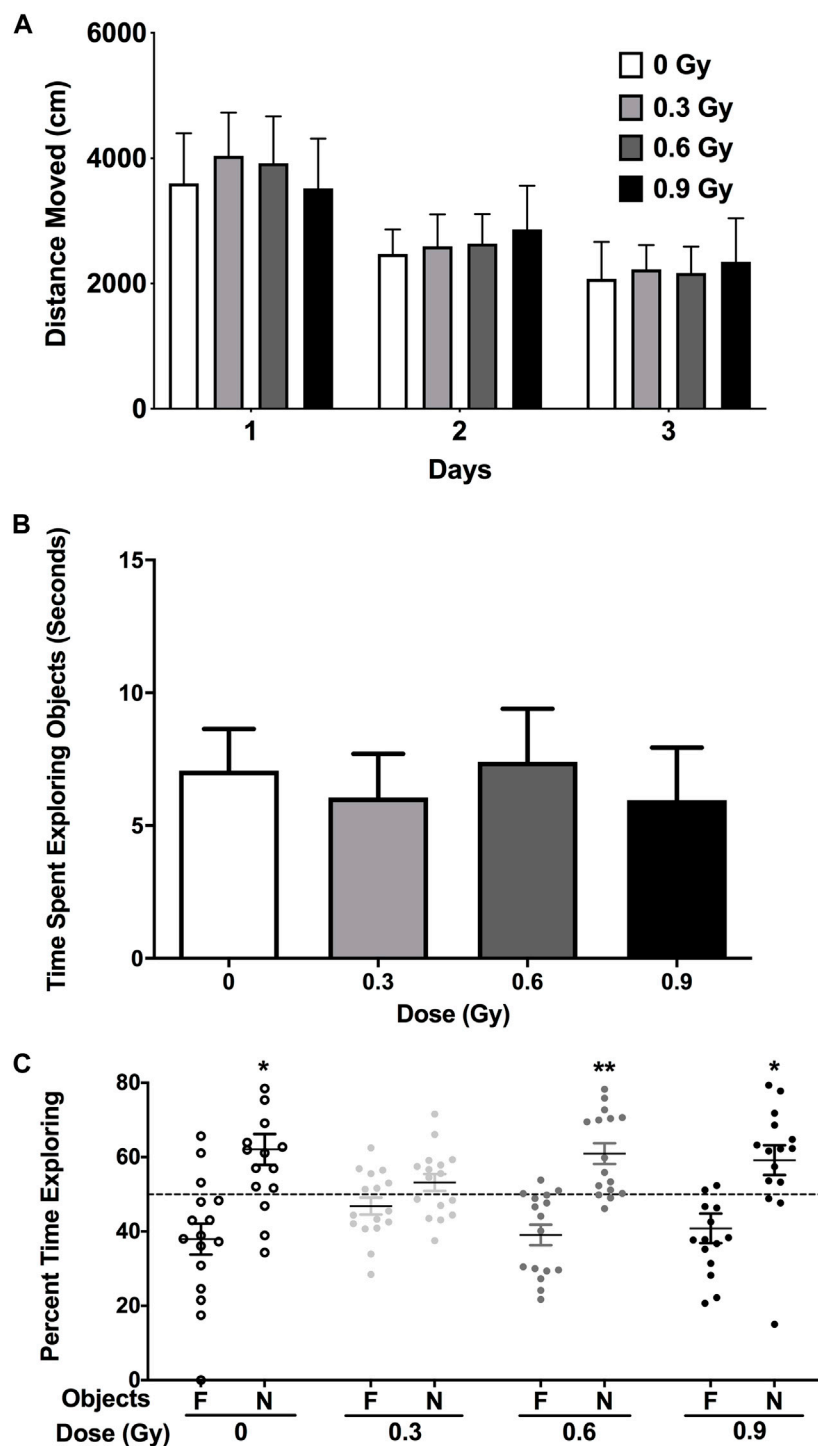 A
6000
4000
2000
0
Distance Moved (cm)
0 Gy
0.3 Gy
0.6 Gy
0.9 Gy
1 2 3
Days
B
Time Spent Exploring Objects (Seconds)
15
10
5
0
0 0.3 0.6 0.9
Dose (Gy)
C
Percent Time Exploring
80
60
40
20
0
* ** *
Objects F N F N F N F N
Dose (Gy) 0 0.3 0.6 0.9